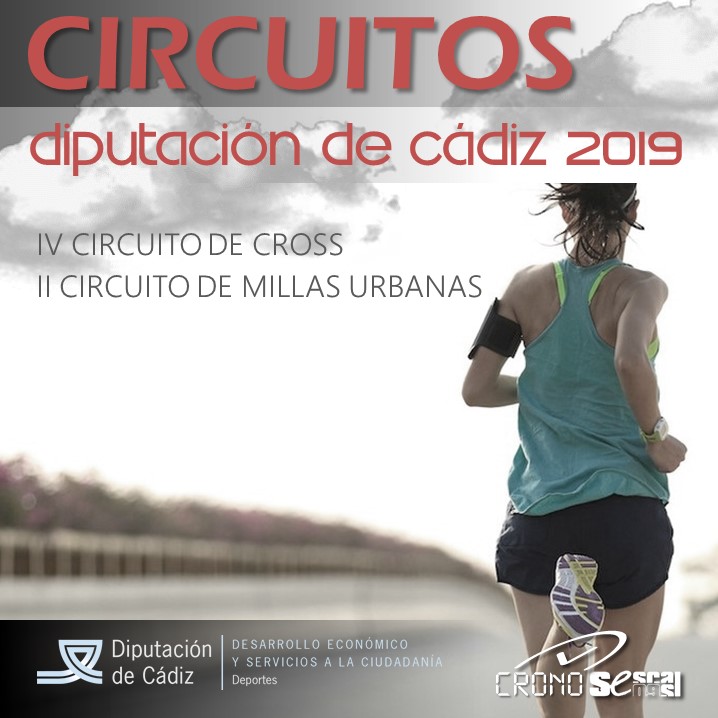 CIRCUITOS
diputación de cádiz 2019
IV CIRCUITO DE CROSS
II CIRCUITO DE MILLAS URBANAS
Diputación
de Cádiz
DESARROLLO ECONÓMICO
Y SERVICIOS A LA CIUDADANÍA
Deportes
CRONO